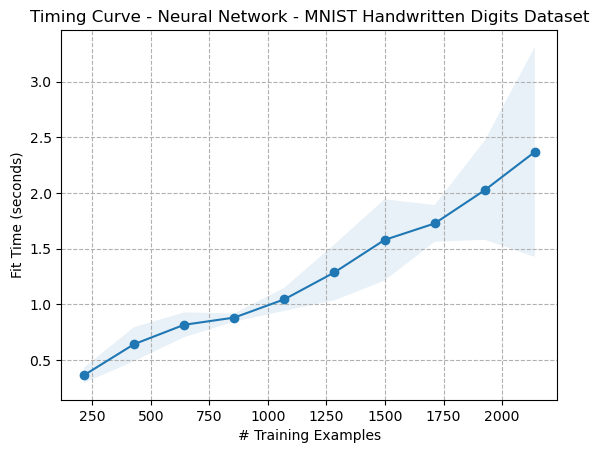 Timing Curve - Neural Network - MNIST Handwritten Digits Dataset
3.0
2.5
2.0
1.5
1.0
0.5
Fit Time (seconds)
250 500 750 1000 1250 1500 1750 2000
# Training Examples